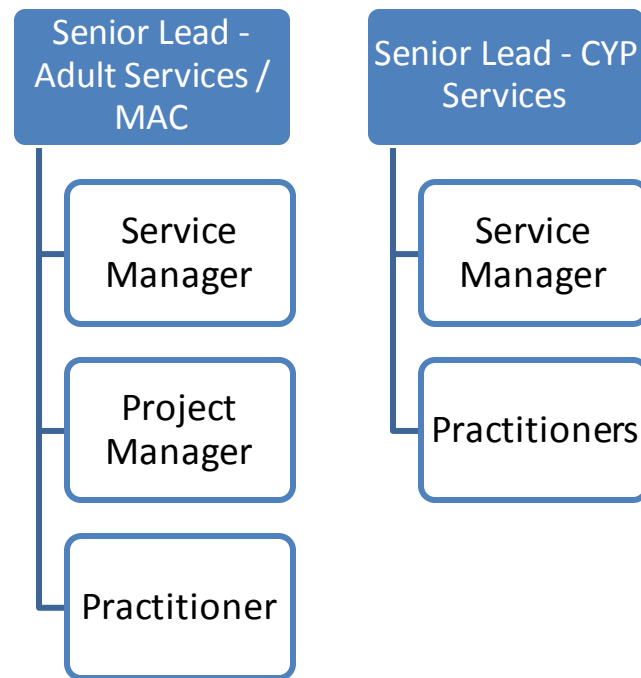 Senior Lead -
Adult Services /
MAC
Service
Manager
Project
Manager
Practitioner
Senior Lead - CYP
Services
Service
Manager
Practitioners